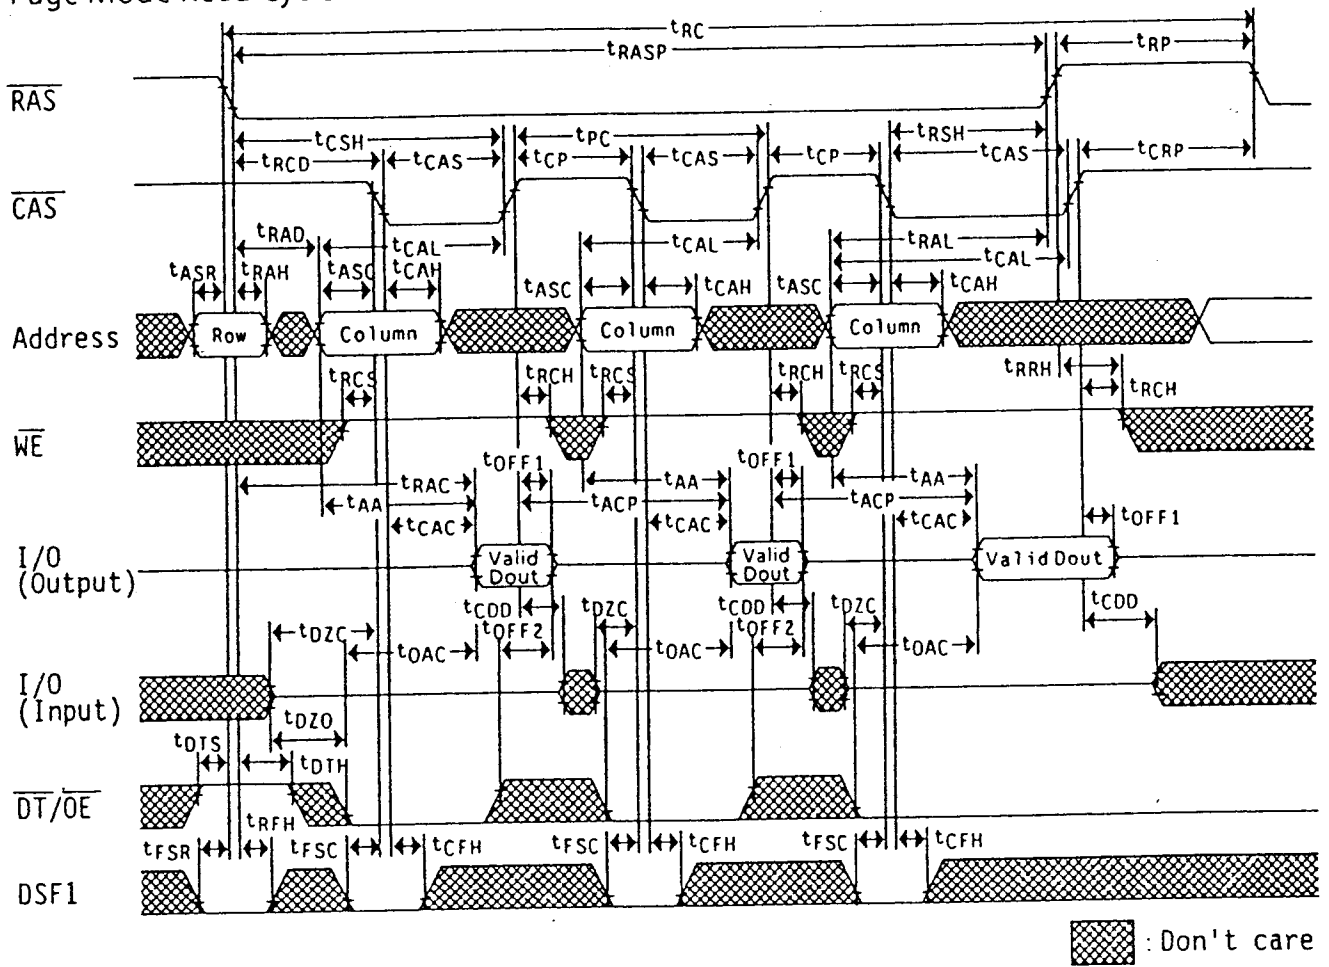 tRC
tRASP tRP
RAS
tCSH tPC tRSH
tRCD tCAS tCP tCAS tCP tCAS tCRP
CAS
tRAD tCAL tCAL tRAL
tCAL
tASR tRAH tASC tCAH tASC tCAH tASC tCAH
Address Row Column Column Column
tRCS tRCH tRCS tRCH tRCS tRRH tRCH
WE
tOFF1 tOFF1
tRAC tAA tAA
tAA tACP tACP
tCAC tCAC tCAC tOFF1
I/O
(Output)
Valid
Dout
Valid
Dout
Valid Dout
tCDD tDZC tCDD tDZC tCDD
tDZC tOFF2 tOFF2
tOAC tOAC tOAC
I/O
(Input)
tDZO
tDTS tDTH
DT/OE
tRFH
tFSR tFSC tCFH tFSC tCFH tFSC tCFH
DSF1
: Don't care